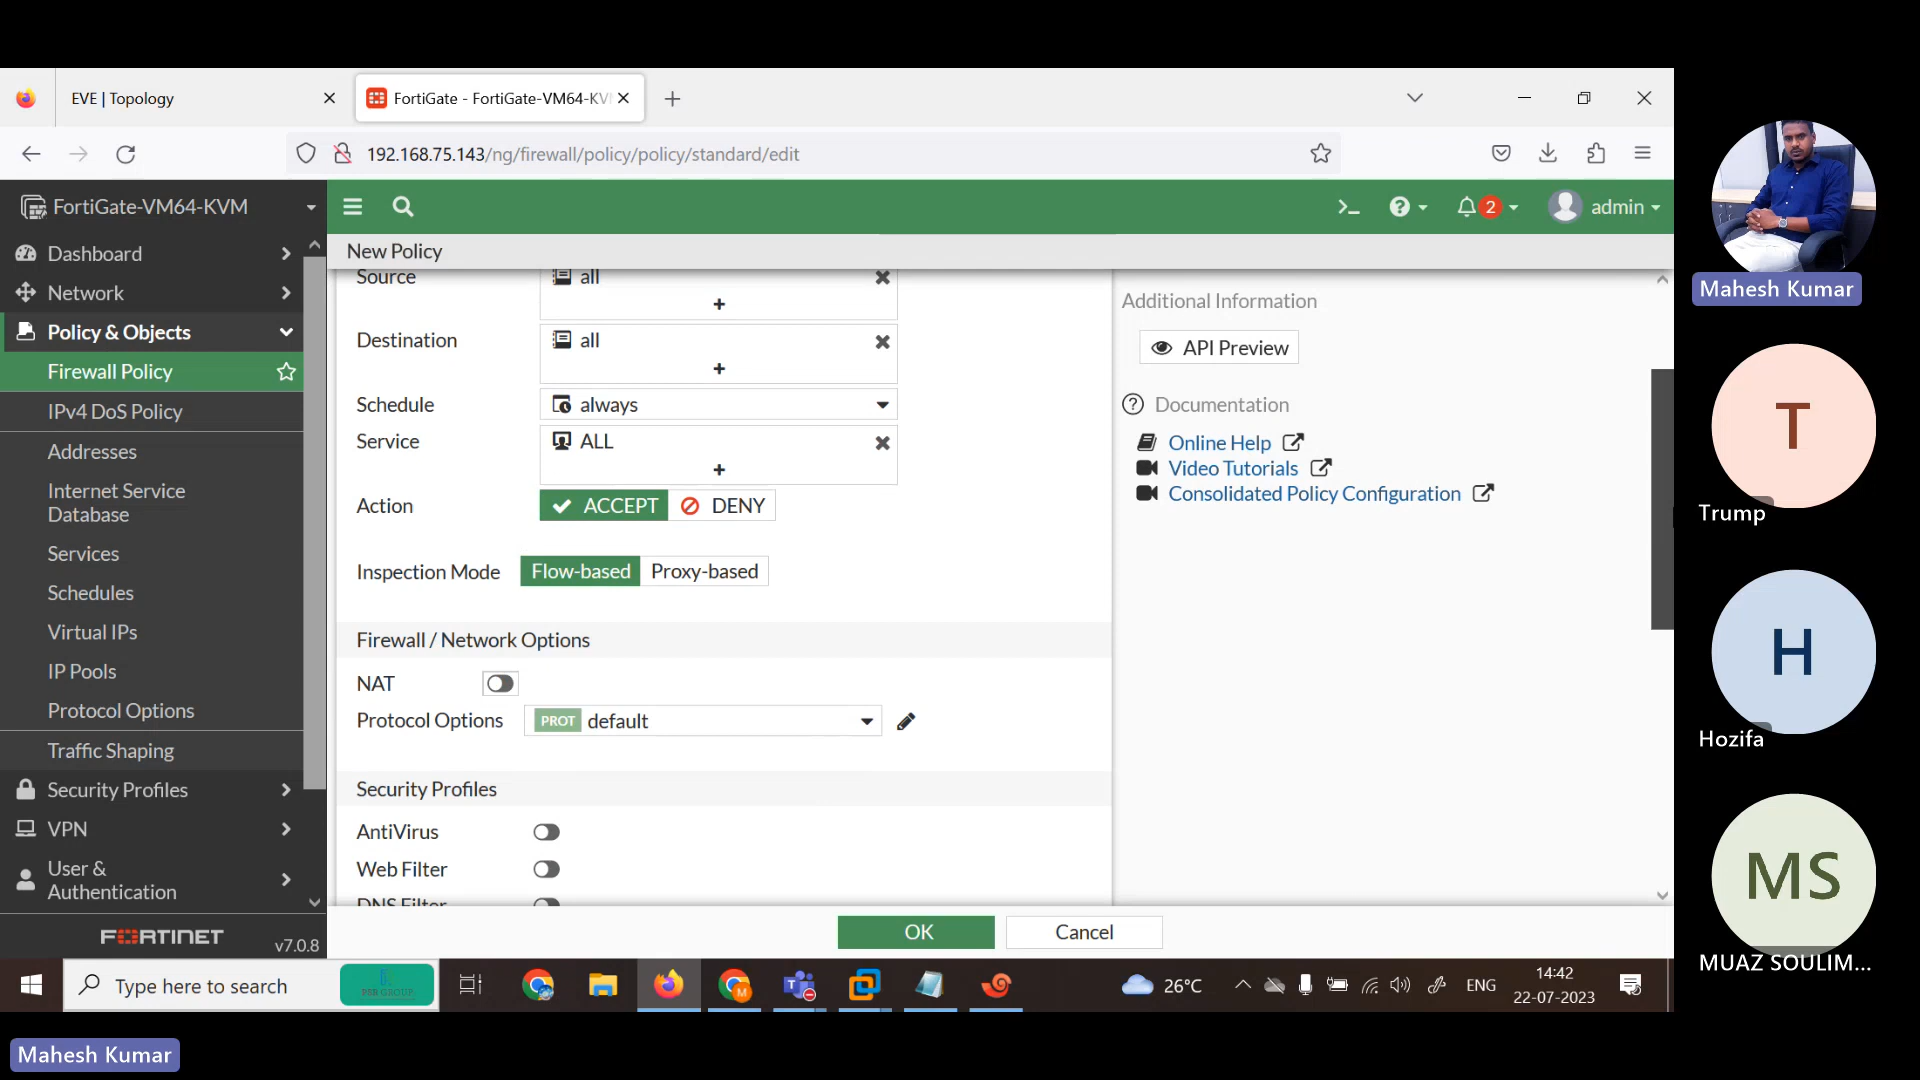 EVE | Topology
FortiGate - FortiGate-VM64-KV
192.168.75.143/ng/firewall/policy/policy/standard/edit
FortiGate-VM64-KVM
2
admin
New Policy
Dashboard
Network
Policy & Objects
Firewall Policy
IPv4 DoS Policy
Addresses
Internet Service
Database
Services
Schedules
Virtual IPs
IP Pools
Protocol Options
Traffic Shaping
Security Profiles
VPN
User &
Authentication
FORTINET
v7.0.8
Source
all
Destination
all
Schedule
always
Service
ALL
Action
ACCEPT
DENY
Inspection Mode
Flow-based
Proxy-based
Firewall / Network Options
NAT
Protocol Options
PROT
default
Security Profiles
AntiVirus
Web Filter
DNS Filter
OK
Cancel
Additional Information
API Preview
Documentation
Online Help
Video Tutorials
Consolidated Policy Configuration
Type here to search
PSR GROUP
26°C
ENG
14:42
22-07-2023
Mahesh Kumar
T
Trump
H
Hozifa
MS
MUAZ SOULIM...
Mahesh Kumar